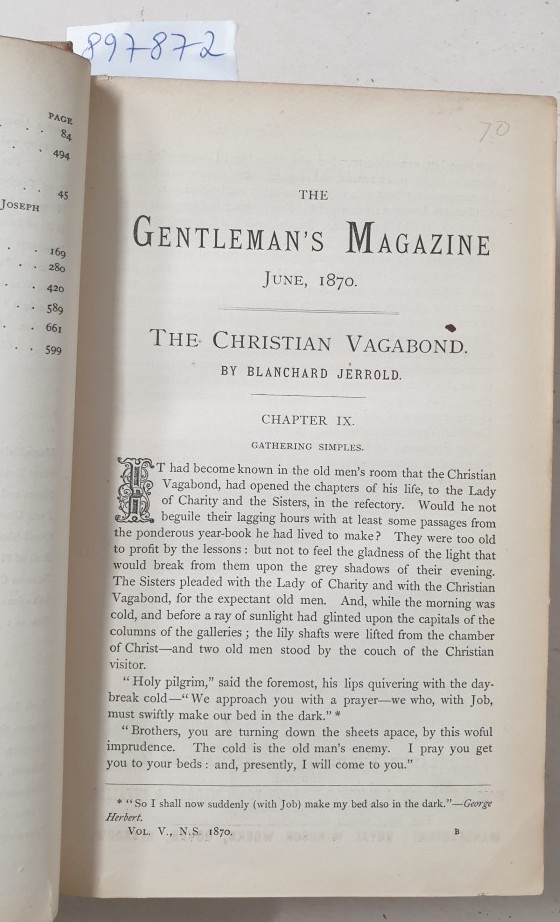 897872
PAGE
. . 84
. 494
. . 45
JOSEPH
. . 169
. . 280
. . 420
. . 589
. . 661
. . 599
70
THE
GENTLEMAN'S MAGAZINE
JUNE, 1870.
THE CHRISTIAN VAGABOND.
BY BLANCHARD JERROLD.
CHAPTER IX.
GATHERING SIMPLES.
IT had become known in the old men's room that the Christian
Vagabond, had opened the chapters of his life, to the Lady
of Charity and the Sisters, in the refectory. Would he not
beguile their lagging hours with at least some passages from
the ponderous year-book he had lived to make? They were too old
to profit by the lessons: but not to feel the gladness of the light that
would break from them upon the grey shadows of their evening.
The Sisters pleaded with the Lady of Charity and with the Christian
Vagabond, for the expectant old men. And, while the morning was
cold, and before a ray of sunlight had glinted upon the capitals of the
columns of the galleries; the lily shafts were lifted from the chamber
of Christ—and two old men stood by the couch of the Christian
visitor.
"Holy pilgrim," said the foremost, his lips quivering with the day-
break cold—"We approach you with a prayer—we who, with Job,
must swiftly make our bed in the dark." *
"Brothers, you are turning down the sheets apace, by this woful
imprudence. The cold is the old man's enemy. I pray you get
you to your beds: and, presently, I will come to you."
* "So I shall now suddenly (with Job) make my bed also in the dark."—George
Herbert.
VOL. V., N.S. 1870. B